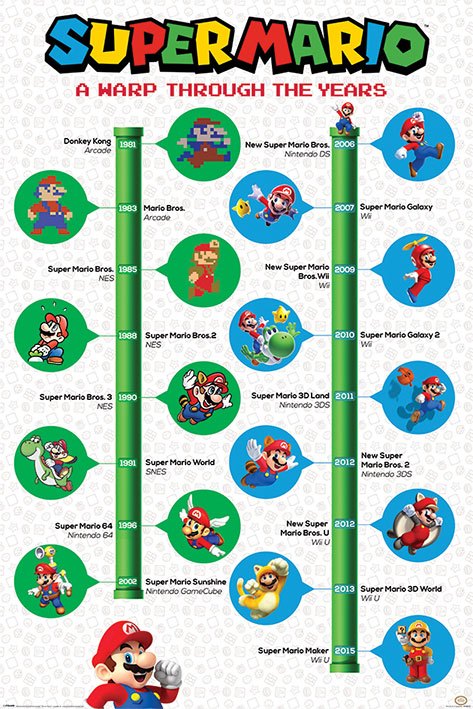 SUPER MARIO
TM
A WARP THROUGH THE YEARS
Donkey Kong
Arcade
1981
1983
Mario Bros.
Arcade
Super Mario Bros.
NES
1985
1988
Super Mario Bros.2
NES
Super Mario Bros. 3
NES
1990
1991
Super Mario World
SNES
Super Mario 64
Nintendo 64
1996
2002
Super Mario Sunshine
Nintendo GameCube
New Super Mario Bros.
Nintendo DS
2006
2007
Super Mario Galaxy
Wii
New Super Mario
Bros.Wii
Wii
2009
2010
Super Mario Galaxy 2
Wii
Super Mario 3D Land
Nintendo 3DS
2011
2012
New Super
Mario Bros. 2
Nintendo 3DS
New Super
Mario Bros. U
Wii U
2012
2013
Super Mario 3D World
Wii U
Super Mario Maker
Wii U
2015
M